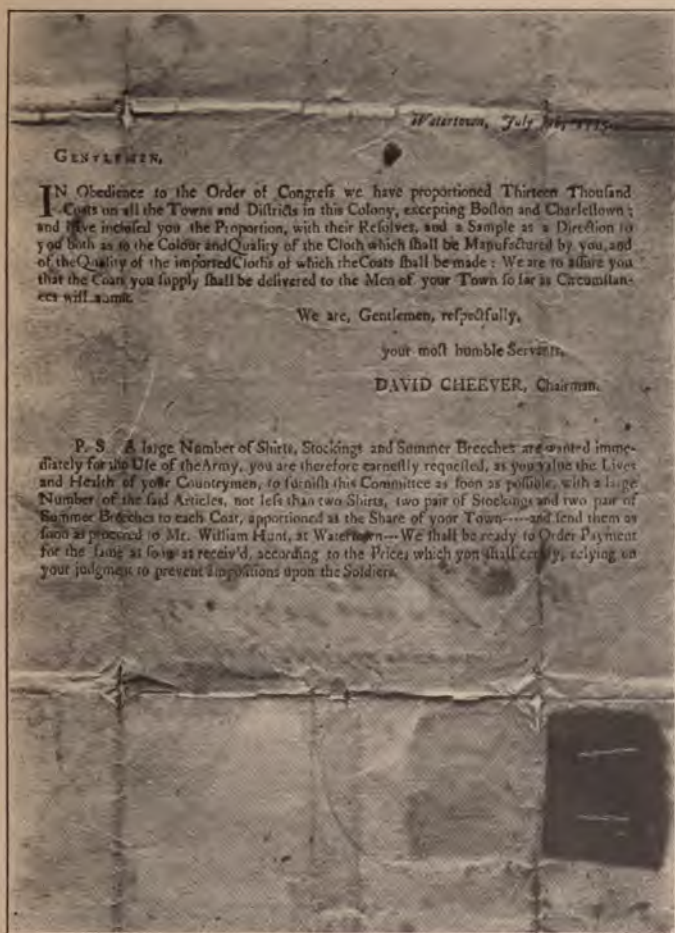 Watertown, July
GENTLEMEN,
IN Obedience to the Order of Congreſs we have proportioned Thirteen Thouſand
Coats on all the Towns and Diſtricts in this Colony, excepting Boſton and Charleſtown ;
and have incloſed you the Proportion, with their Reſolves, and a Sample as a Direction to
you both as to the Colour and Quality of the Cloth which ſhall be Manufactured by you, and
of the Quality of the imported Cloths of which the Coats ſhall be made : We are to aſſure you
that the Coats you ſupply ſhall be delivered to the Men of your Town ſo far as Circumſtan-
ces will admit.
We are, Gentlemen, reſpectfully,
your moſt humble Servants,
DAVID CHEEVER, Chairman.
P. S. A large Number of Shirts, Stockings and Summer Breeches are wanted imme-
diately for the Uſe of the Army, you are therefore earneſtly requeſted, as you value the Lives
and Health of your Countrymen, to furniſh this Committee as ſoon as poſſible, with a large
Number of the ſaid Articles, not leſs than two Shirts, two pair of Stockings and two pair of
Summer Breeches to each Coat, apportioned as the Share of your Town-----and ſend them as
ſoon as procured to Mr. William Hunt, at Watertown---We ſhall be ready to Order Payment
for the ſame as ſoon as receiv'd, according to the Prices which you ſhall certify, relying on
your judgment to prevent impoſitions upon the Soldiers.